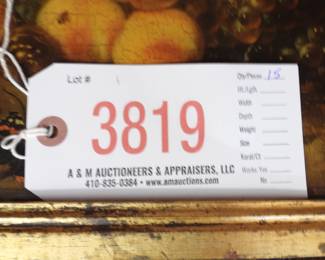 Lot #
3819
Qty/Pieces 15
Ht./Lgth.
Width
Depth
Weight
Size
Karat/Ct.
Works Yes
No
A & M AUCTIONEERS & APPRAISERS, LLC
410-835-0384 • www.amauctions.com